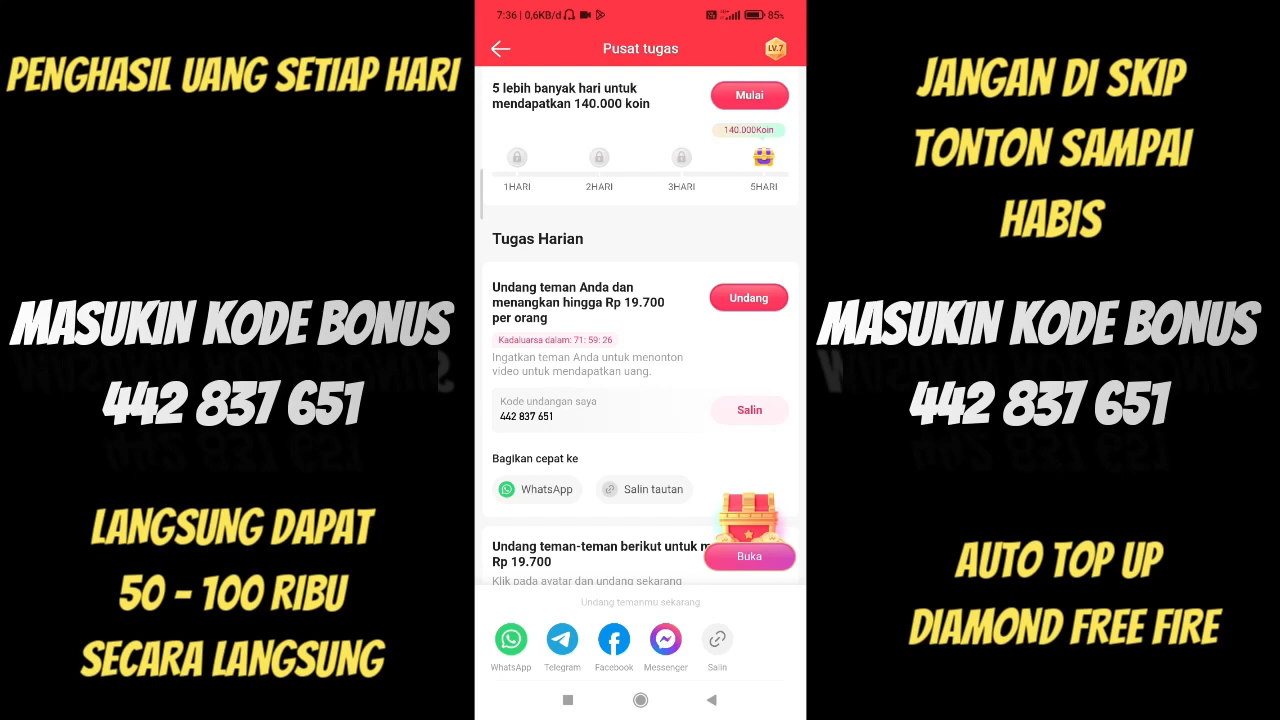 PENGHASIL UANG SETIAP HARI
MASUKIN KODE BONUS
442 837 651
LANGSUNG DAPAT
50 - 100 RIBU
SECARA LANGSUNG
7:36 | 0,6KB/d
85%
Pusat tugas
LV.7
5 lebih banyak hari untuk
mendapatkan 140.000 koin
Mulai
140.000Koin
1HARI 2HARI 3HARI 5HARI
Tugas Harian
Undang teman Anda dan
menangkan hingga Rp 19.700
per orang
Undang
Kadaluarsa dalam: 71: 59: 26
Ingatkan teman Anda untuk menonton
video untuk mendapatkan uang.
Kode undangan saya
442 837 651
Salin
Bagikan cepat ke
WhatsApp Salin tautan
Undang teman-teman berikut untuk m
Rp 19.700
Buka
Klik pada avatar dan undang sekarang
Undang temanmu sekarang
WhatsApp Telegram Facebook Messenger Salin
JANGAN DI SKIP
TONTON SAMPAI
HABIS
MASUKIN KODE BONUS
442 837 651
AUTO TOP UP
DIAMOND FREE FIRE